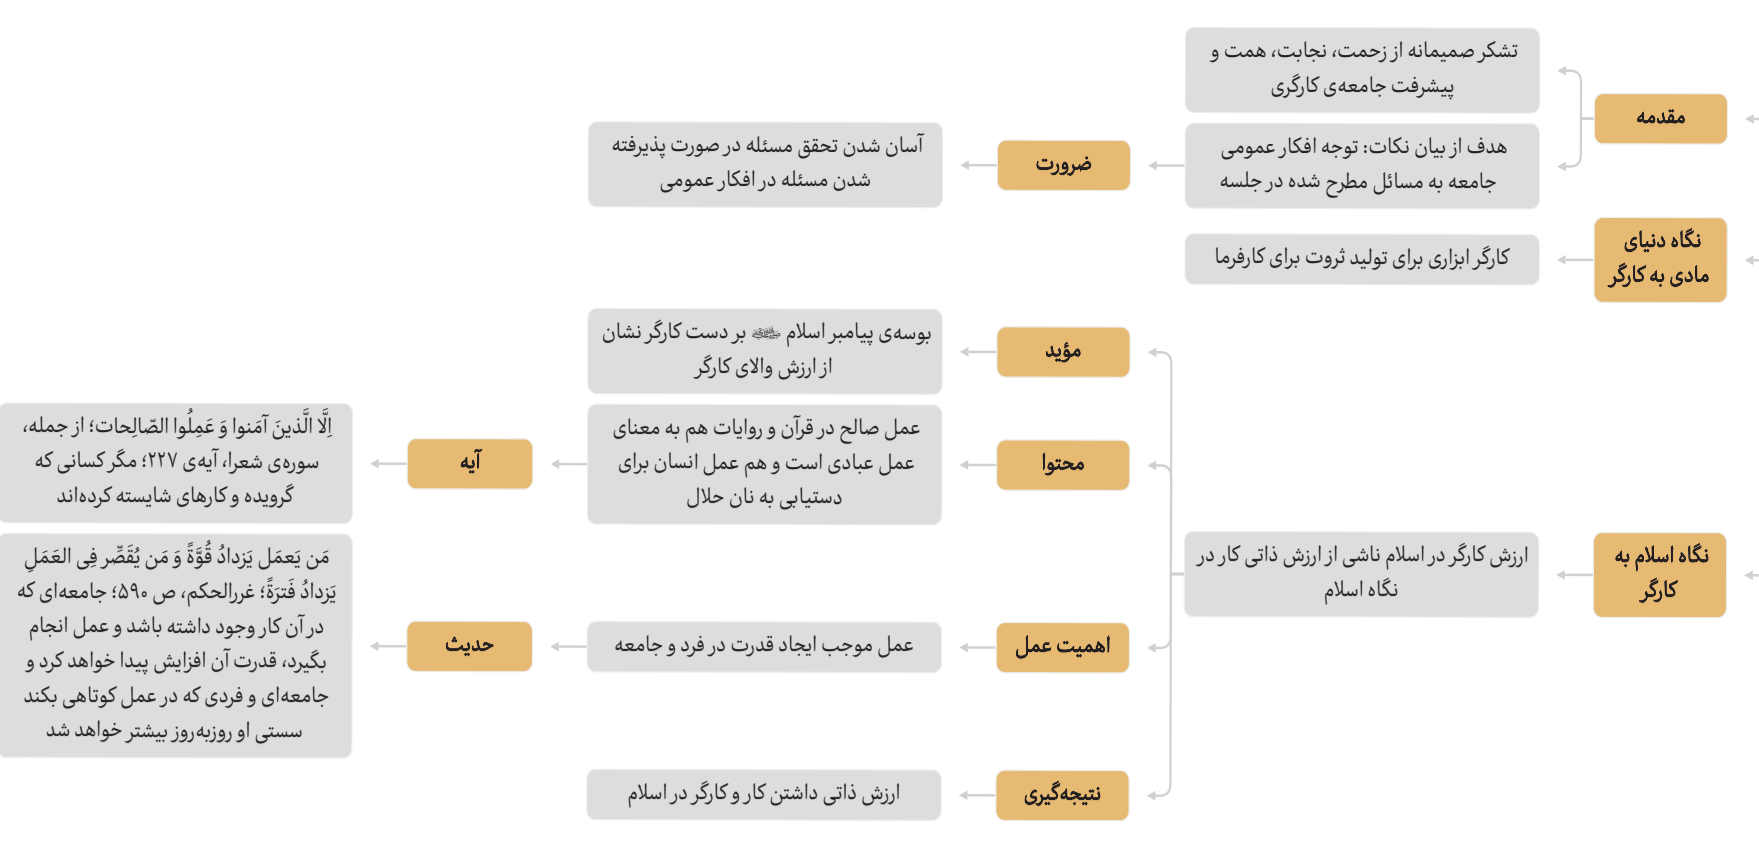 مقدمه
تشکر صمیمانه از زحمت، نجابت، همت و
پیشرفت جامعه‌ی کارگری
هدف از بیان نکات: توجه افکار عمومی
جامعه به مسائل مطرح شده در جلسه
ضرورت
آسان شدن تحقق مسئله در صورت پذیرفته
شدن مسئله در افکار عمومی
نگاه دنیای
مادی به کارگر
کارگر ابزاری برای تولید ثروت برای کارفرما
نگاه اسلام به
کارگر
ارزش کارگر در اسلام ناشی از ارزش ذاتی کار در
نگاه اسلام
مؤید
بوسه‌ی پیامبر اسلام ﷺ بر دست کارگر نشان
از ارزش والای کارگر
محتوا
عمل صالح در قرآن و روایات هم به معنای
عمل عبادی است و هم عمل انسان برای
دستیابی به نان حلال
آیه
اِلَّا الَّذینَ آمَنوا وَ عَمِلُوا الصّالِحات؛ از جمله،
سوره‌ی شعرا، آیه‌ی ۲۲۷؛ مگر کسانی که
گرویده و کارهای شایسته کرده‌اند
اهمیت عمل
عمل موجب ایجاد قدرت در فرد و جامعه
حدیث
مَن یَعمَل یَزدادُ قُوَّةً وَ مَن یُقَصِّر فِی العَمَلِ
یَزدادُ فَترَةً؛ غررالحکم، ص ۵۹۰؛ جامعه‌ای که
در آن کار وجود داشته باشد و عمل انجام
بگیرد، قدرت آن افزایش پیدا خواهد کرد و
جامعه‌ای و فردی که در عمل کوتاهی بکند
سستی او روزبه‌روز بیشتر خواهد شد
نتیجه‌گیری
ارزش ذاتی داشتن کار و کارگر در اسلام